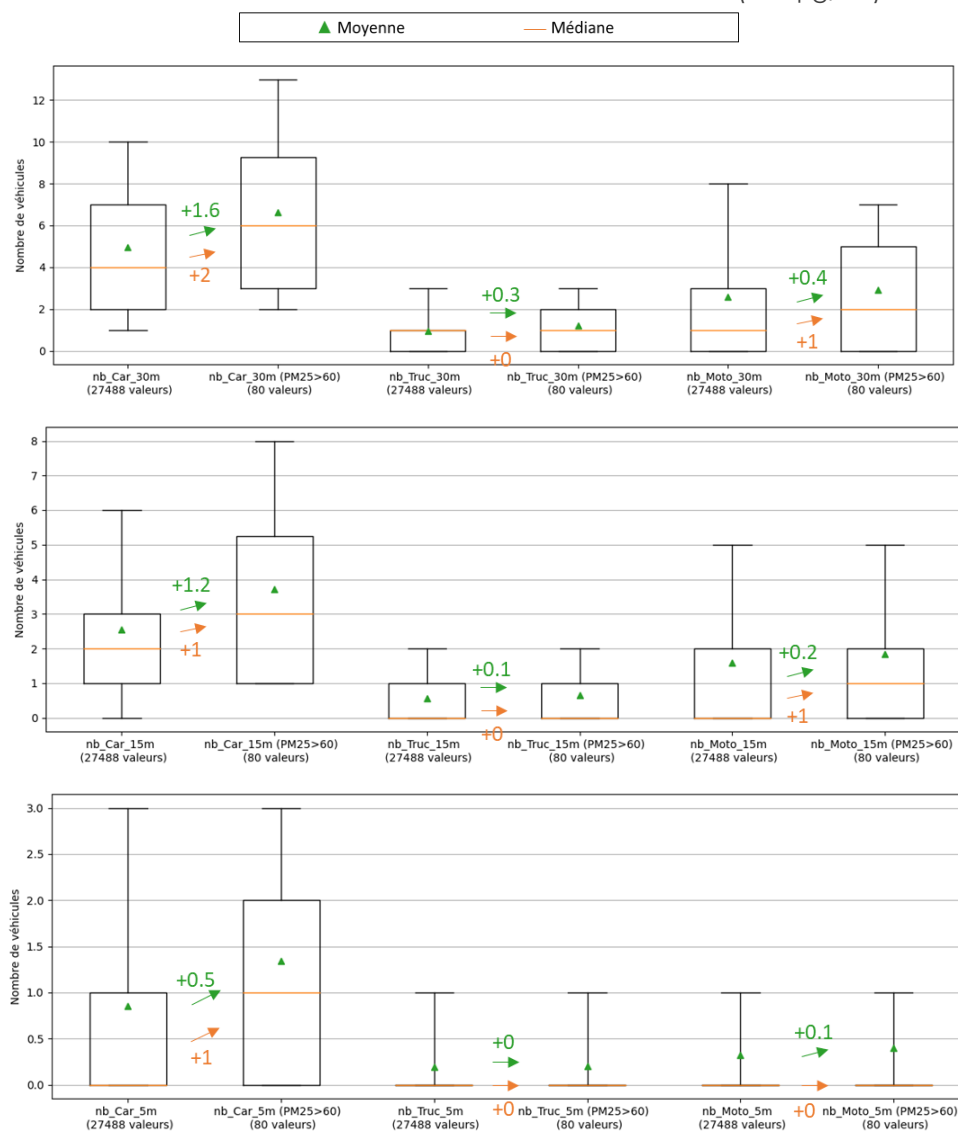 Moyenne
Médiane
12
10
8
6
4
2
0
Nombre de véhicules
+1.6
+2
+0.3
+0
+0.4
+1
nb_Car_30m
(27488 valeurs)
nb_Car_30m (PM25>60)
(80 valeurs)
nb_Truc_30m
(27488 valeurs)
nb_Truc_30m (PM25>60)
(80 valeurs)
nb_Moto_30m
(27488 valeurs)
nb_Moto_30m (PM25>60)
(80 valeurs)
8
7
6
5
4
3
2
1
0
Nombre de véhicules
+1.2
+1
+0.1
+0
+0.2
+1
nb_Car_15m
(27488 valeurs)
nb_Car_15m (PM25>60)
(80 valeurs)
nb_Truc_15m
(27488 valeurs)
nb_Truc_15m (PM25>60)
(80 valeurs)
nb_Moto_15m
(27488 valeurs)
nb_Moto_15m (PM25>60)
(80 valeurs)
3.0
2.5
2.0
1.5
1.0
0.5
0.0
Nombre de véhicules
+0.5
+1
+0
+0
+0.1
+0
nb_Car_5m
(27488 valeurs)
nb_Car_5m (PM25>60)
(80 valeurs)
nb_Truc_5m
(27488 valeurs)
nb_Truc_5m (PM25>60)
(80 valeurs)
nb_Moto_5m
(27488 valeurs)
nb_Moto_5m (PM25>60)
(80 valeurs)